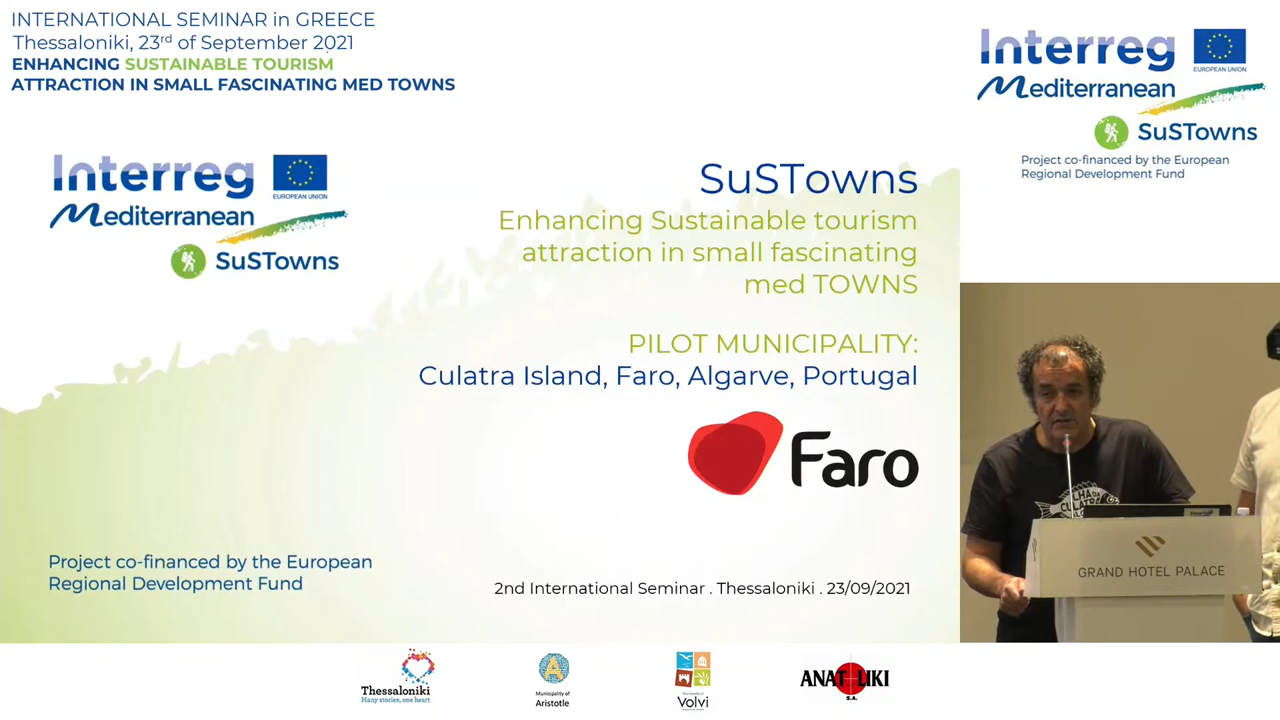 INTERNATIONAL SEMINAR in GREECE
Thessaloniki, 23rd of September 2021
ENHANCING SUSTAINABLE TOURISM
ATTRACTION IN SMALL FASCINATING MED TOWNS
Interreg
EUROPEAN UNION
Mediterranean
SuSTowns
Project co-financed by the European
Regional Development Fund
Interreg
EUROPEAN UNION
Mediterranean
SuSTowns
SuSTowns
Enhancing Sustainable tourism
attraction in small fascinating
med TOWNS
PILOT MUNICIPALITY:
Culatra Island, Faro, Algarve, Portugal
Faro
Project co-financed by the European
Regional Development Fund
2nd International Seminar . Thessaloniki . 23/09/2021
CULATRA
GRAND HOTEL PALACE
Thessaloniki
Many stories, one heart
Municipality of
Aristotle
Municipality of
Volvi
ANATOLIKI
S.A.